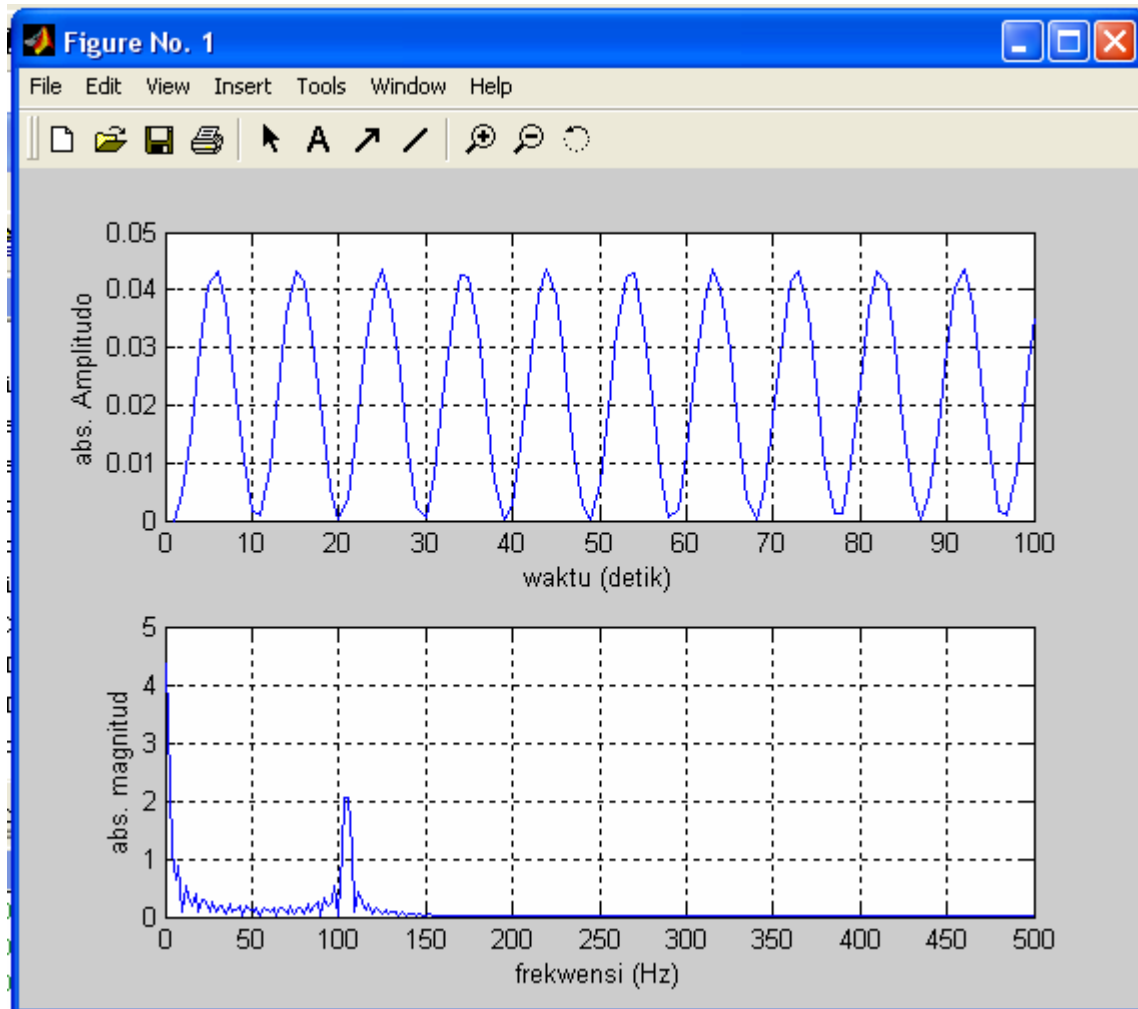 Figure No. 1
File Edit View Insert Tools Window Help
A
0.05
0.04
0.03
0.02
0.01
0
abs. Amplitudo
0 10 20 30 40 50 60 70 80 90 100
waktu (detik)
5
4
3
2
1
0
abs. magnitud
0 50 100 150 200 250 300 350 400 450 500
frekwensi (Hz)